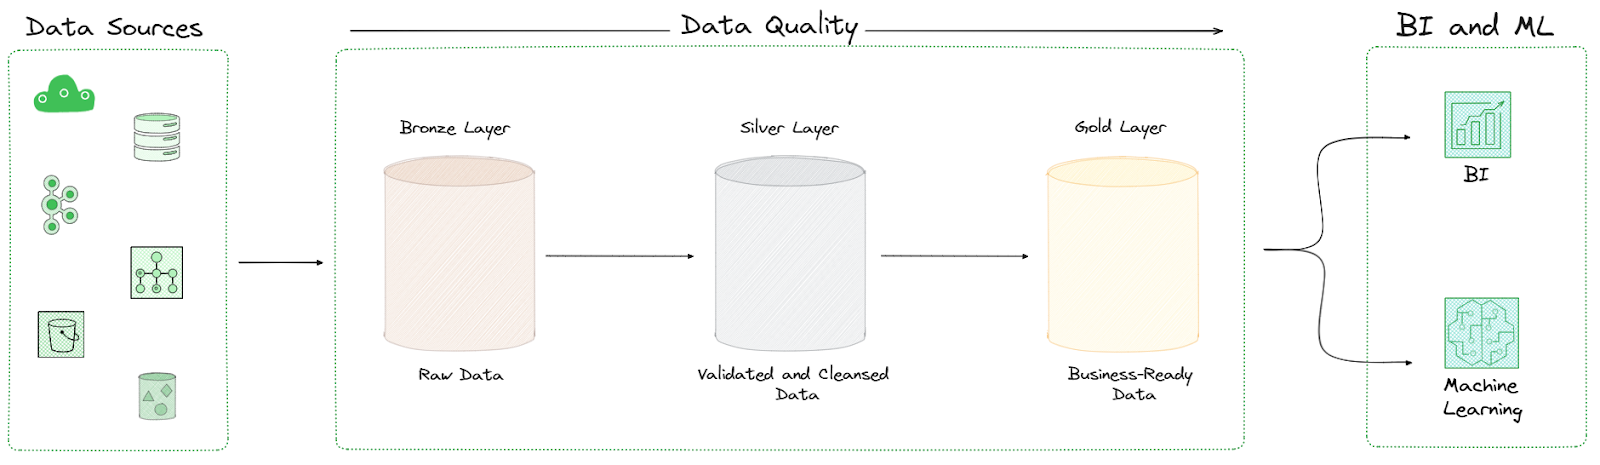 Data Sources
Data Quality
BI and ML
Bronze Layer
Silver Layer
Gold Layer
BI
Raw Data
Validated and Cleansed
Data
Business-Ready
Data
Machine
Learning